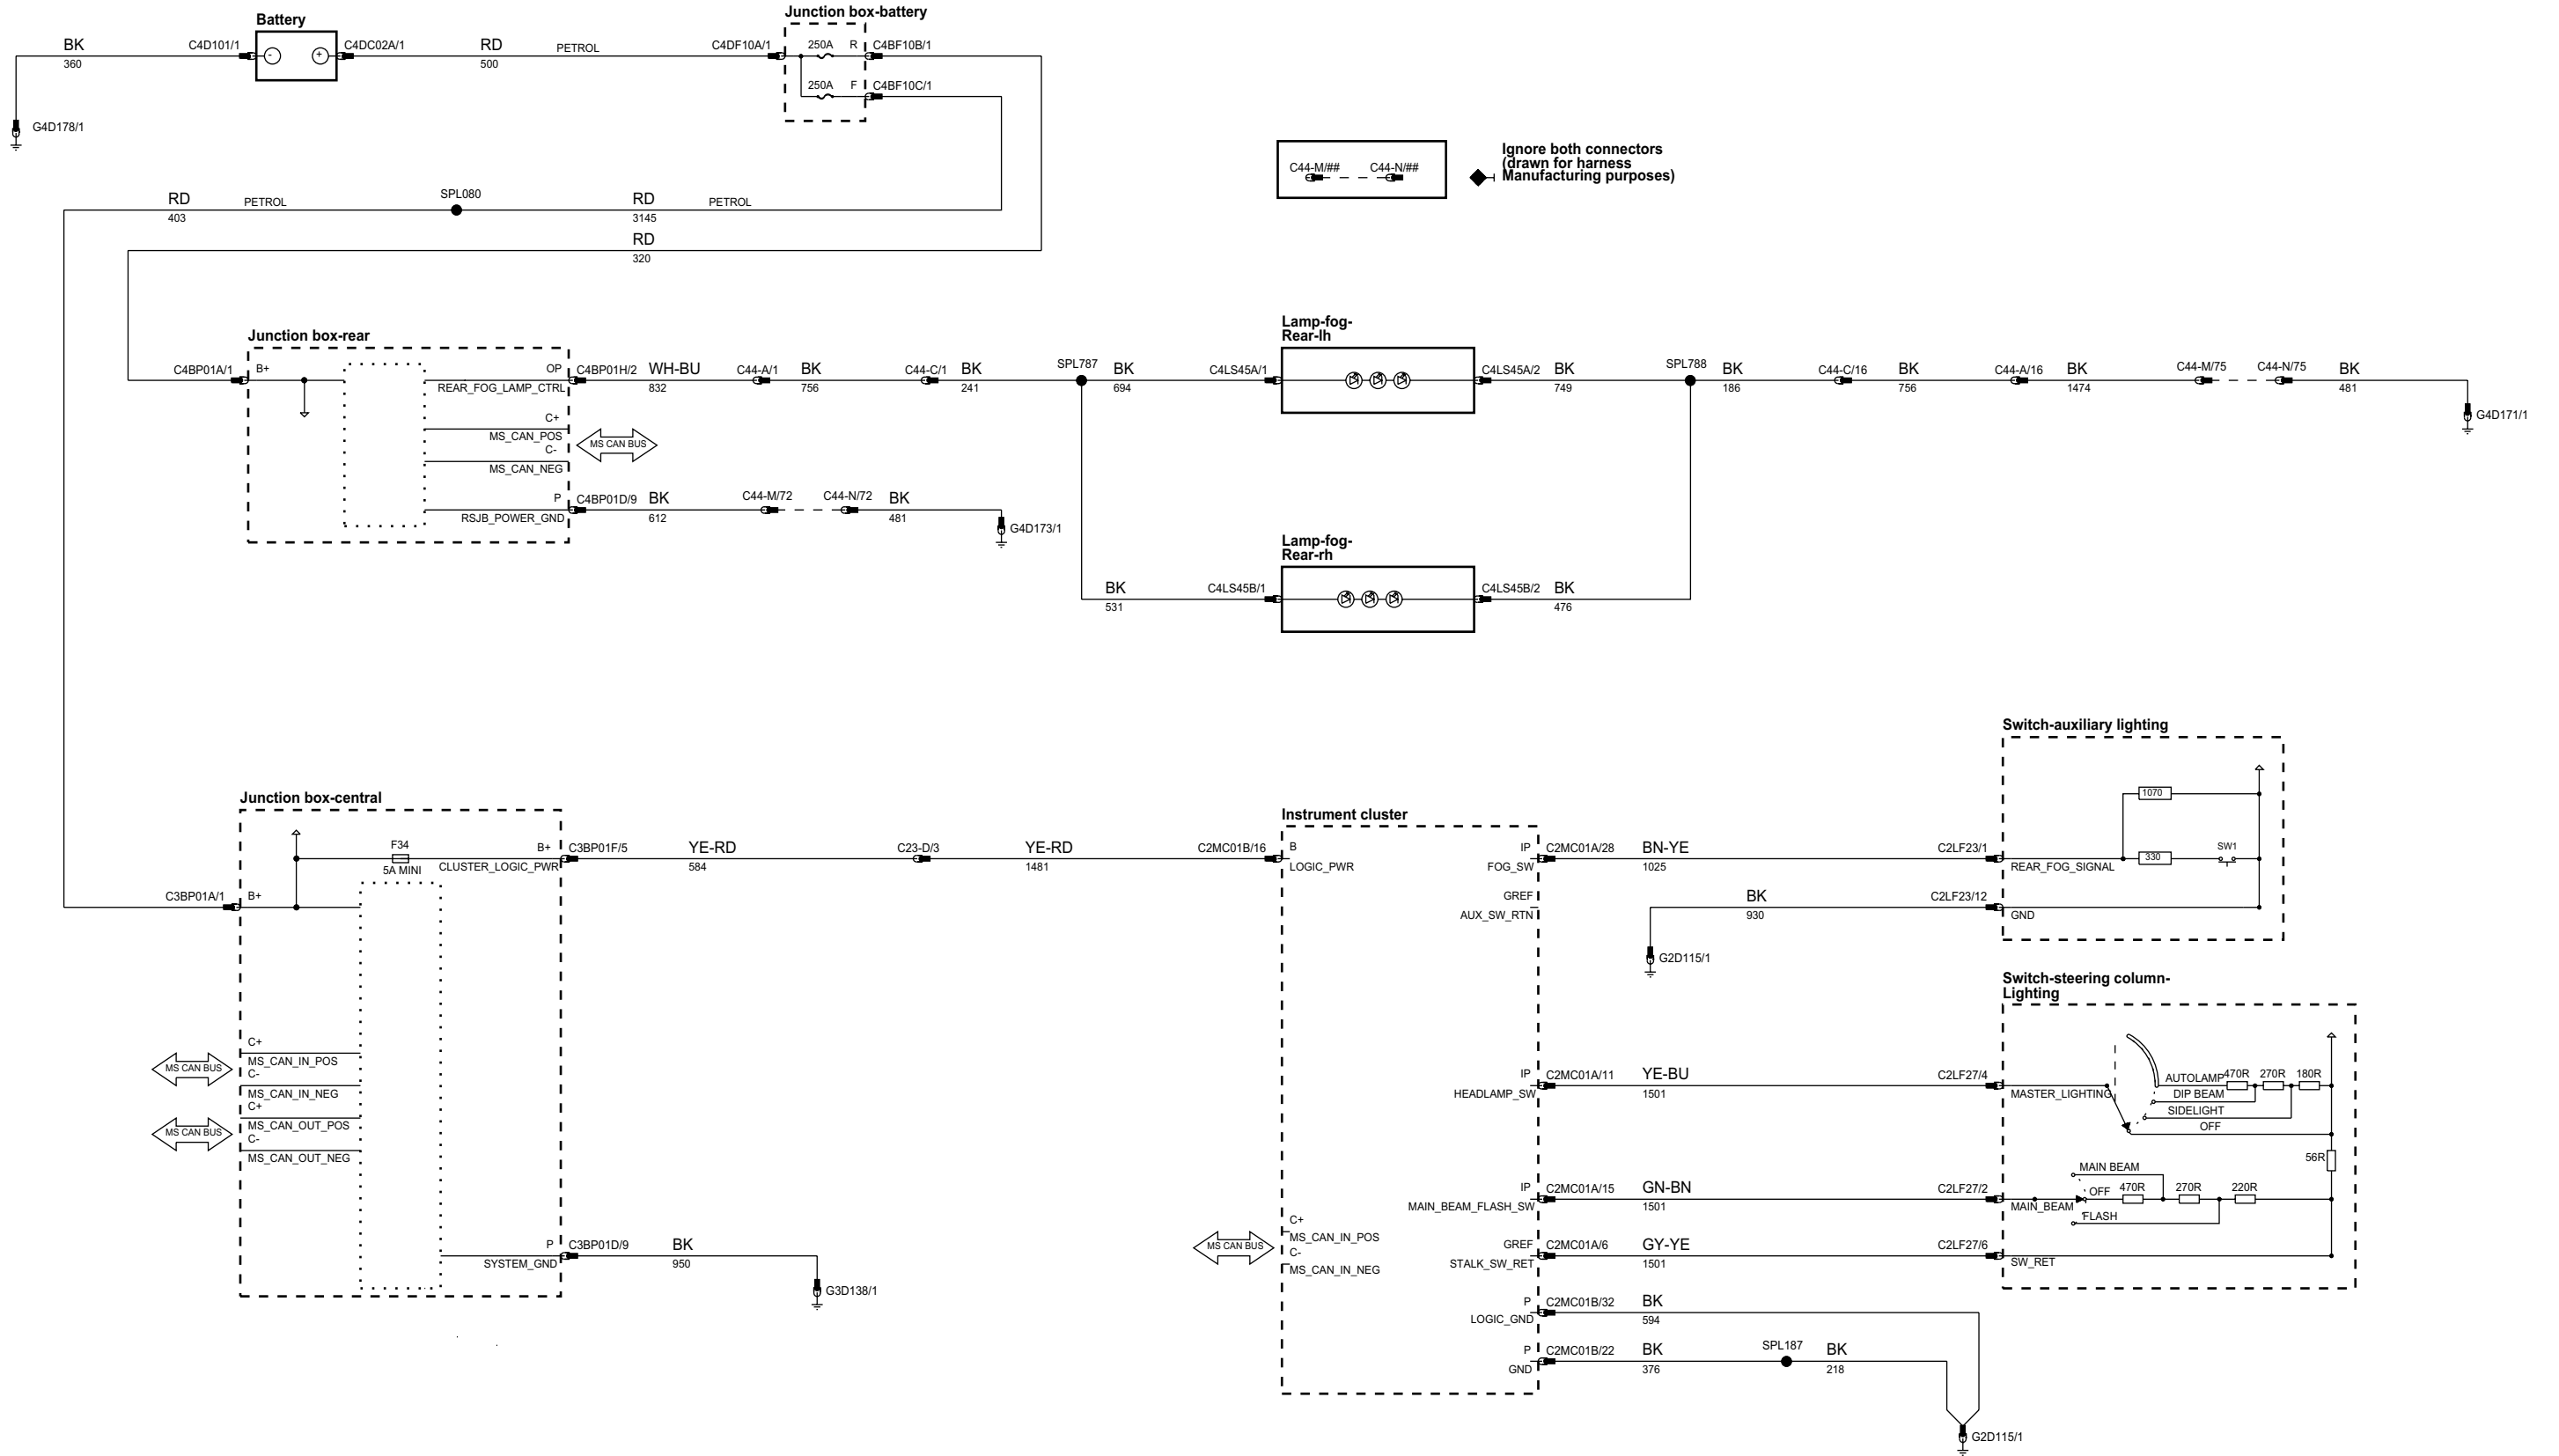 Battery
Junction box-battery
BK
360
C4D101/1
-
+
C4DC02A/1
RD
500
PETROL
C4DF10A/1
250A
R
C4BF10B/1
250A
F
C4BF10C/1
G4D178/1
C44-M/##
C44-N/##
Ignore both connectors
(drawn for harness
Manufacturing purposes)
RD
403
PETROL
SPL080
RD
3145
PETROL
RD
320
Junction box-rear
C4BP01A/1
B+
OP
REAR_FOG_LAMP_CTRL
C4BP01H/2
WH-BU
832
C44-A/1
BK
756
C44-C/1
BK
241
SPL787
BK
694
C4LS45A/1
Lamp-fog-
Rear-lh
C4LS45A/2
BK
749
SPL788
BK
186
C44-C/16
BK
756
C44-A/16
BK
1474
C44-M/75
C44-N/75
BK
481
G4D171/1
C+
MS_CAN_POS
C-
MS_CAN_NEG
MS CAN BUS
P
RSJB_POWER_GND
C4BP01D/9
BK
612
C44-M/72
C44-N/72
BK
481
G4D173/1
Lamp-fog-
Rear-rh
BK
531
C4LS45B/1
C4LS45B/2
BK
476
Switch-auxiliary lighting
1070
330
SW1
REAR_FOG_SIGNAL
GND
Junction box-central
F34
5A MINI
B+
CLUSTER_LOGIC_PWR
C3BP01F/5
YE-RD
584
C23-D/3
YE-RD
1481
C2MC01B/16
Instrument cluster
B
LOGIC_PWR
IP
FOG_SW
C2MC01A/28
BN-YE
1025
C2LF23/1
GREF
AUX_SW_RTN
BK
930
C2LF23/12
G2D115/1
C3BP01A/1
B+
Switch-steering column-
Lighting
C+
MS_CAN_IN_POS
C-
MS_CAN_IN_NEG
C+
MS_CAN_OUT_POS
C-
MS_CAN_OUT_NEG
MS CAN BUS
MS CAN BUS
IP
HEADLAMP_SW
C2MC01A/11
YE-BU
1501
C2LF27/4
MASTER_LIGHTING
AUTOLAMP
470R
270R
180R
DIP BEAM
SIDELIGHT
OFF
56R
MAIN BEAM
OFF
470R
270R
220R
FLASH
IP
MAIN_BEAM_FLASH_SW
C2MC01A/15
GN-BN
1501
C2LF27/2
MAIN_BEAM
C+
MS_CAN_IN_POS
C-
MS_CAN_IN_NEG
MS CAN BUS
GREF
STALK_SW_RET
C2MC01A/6
GY-YE
1501
C2LF27/6
SW_RET
P
SYSTEM_GND
C3BP01D/9
BK
950
G3D138/1
P
LOGIC_GND
C2MC01B/32
BK
594
P
GND
C2MC01B/22
BK
376
SPL187
BK
218
G2D115/1